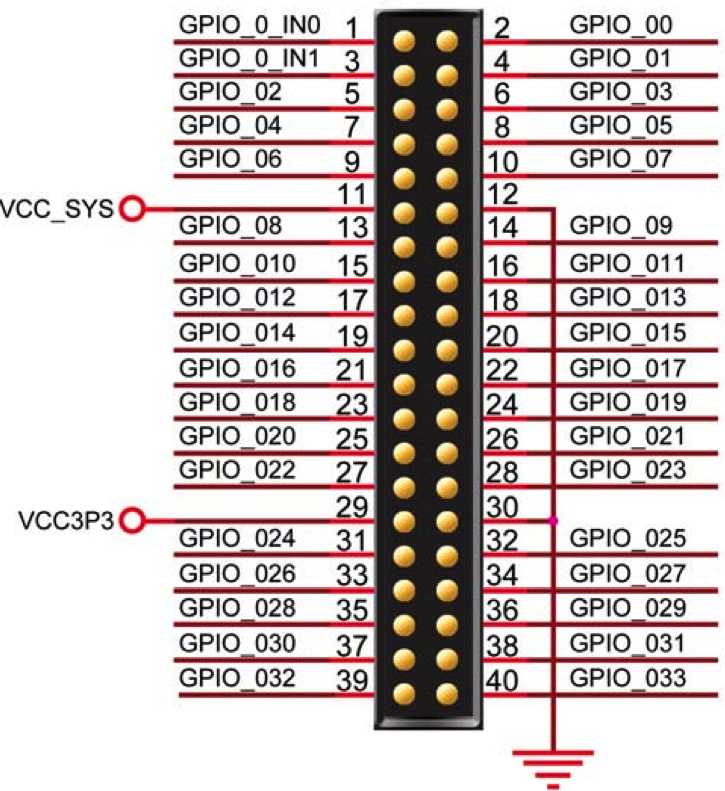 GPIO_0_IN0 1 2 GPIO_00
GPIO_0_IN1 3 4 GPIO_01
GPIO_02 5 6 GPIO_03
GPIO_04 7 8 GPIO_05
GPIO_06 9 10 GPIO_07
VCC_SYS 11 12
GPIO_08 13 14 GPIO_09
GPIO_010 15 16 GPIO_011
GPIO_012 17 18 GPIO_013
GPIO_014 19 20 GPIO_015
GPIO_016 21 22 GPIO_017
GPIO_018 23 24 GPIO_019
GPIO_020 25 26 GPIO_021
GPIO_022 27 28 GPIO_023
VCC3P3 29 30
GPIO_024 31 32 GPIO_025
GPIO_026 33 34 GPIO_027
GPIO_028 35 36 GPIO_029
GPIO_030 37 38 GPIO_031
GPIO_032 39 40 GPIO_033